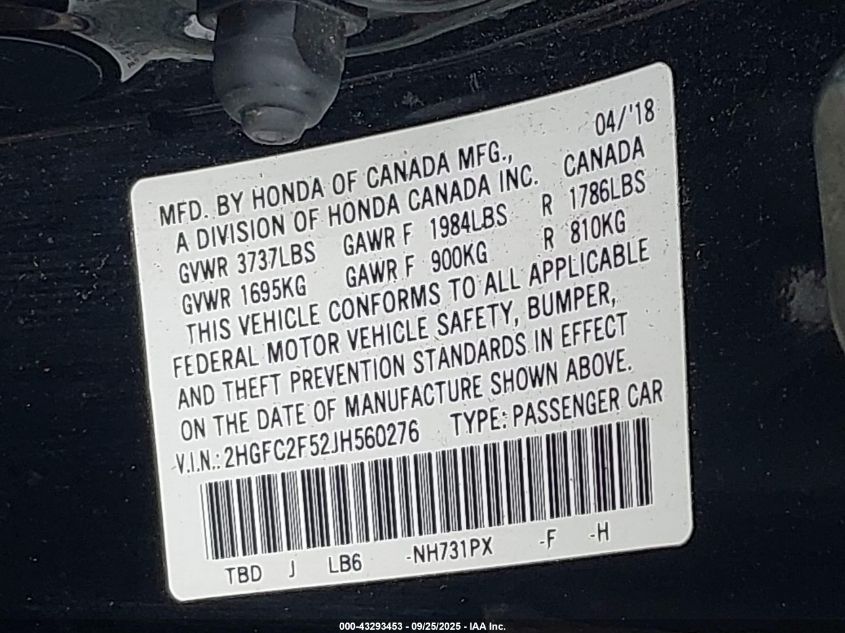 04/'18
MFD. BY HONDA OF CANADA MFG.,
A DIVISION OF HONDA CANADA INC. CANADA
GVWR 3737LBS GAWR F 1984LBS R 1786LBS
GVWR 1695KG GAWR F 900KG R 810KG
THIS VEHICLE CONFORMS TO ALL APPLICABLE
FEDERAL MOTOR VEHICLE SAFETY, BUMPER,
AND THEFT PREVENTION STANDARDS IN EFFECT
ON THE DATE OF MANUFACTURE SHOWN ABOVE.
V.I.N.: 2HGFC2F52JH560276 TYPE: PASSENGER CAR
TBD J LB6 -NH731PX -F -H
000-43293453 - 09/25/2025 - IAA Inc.